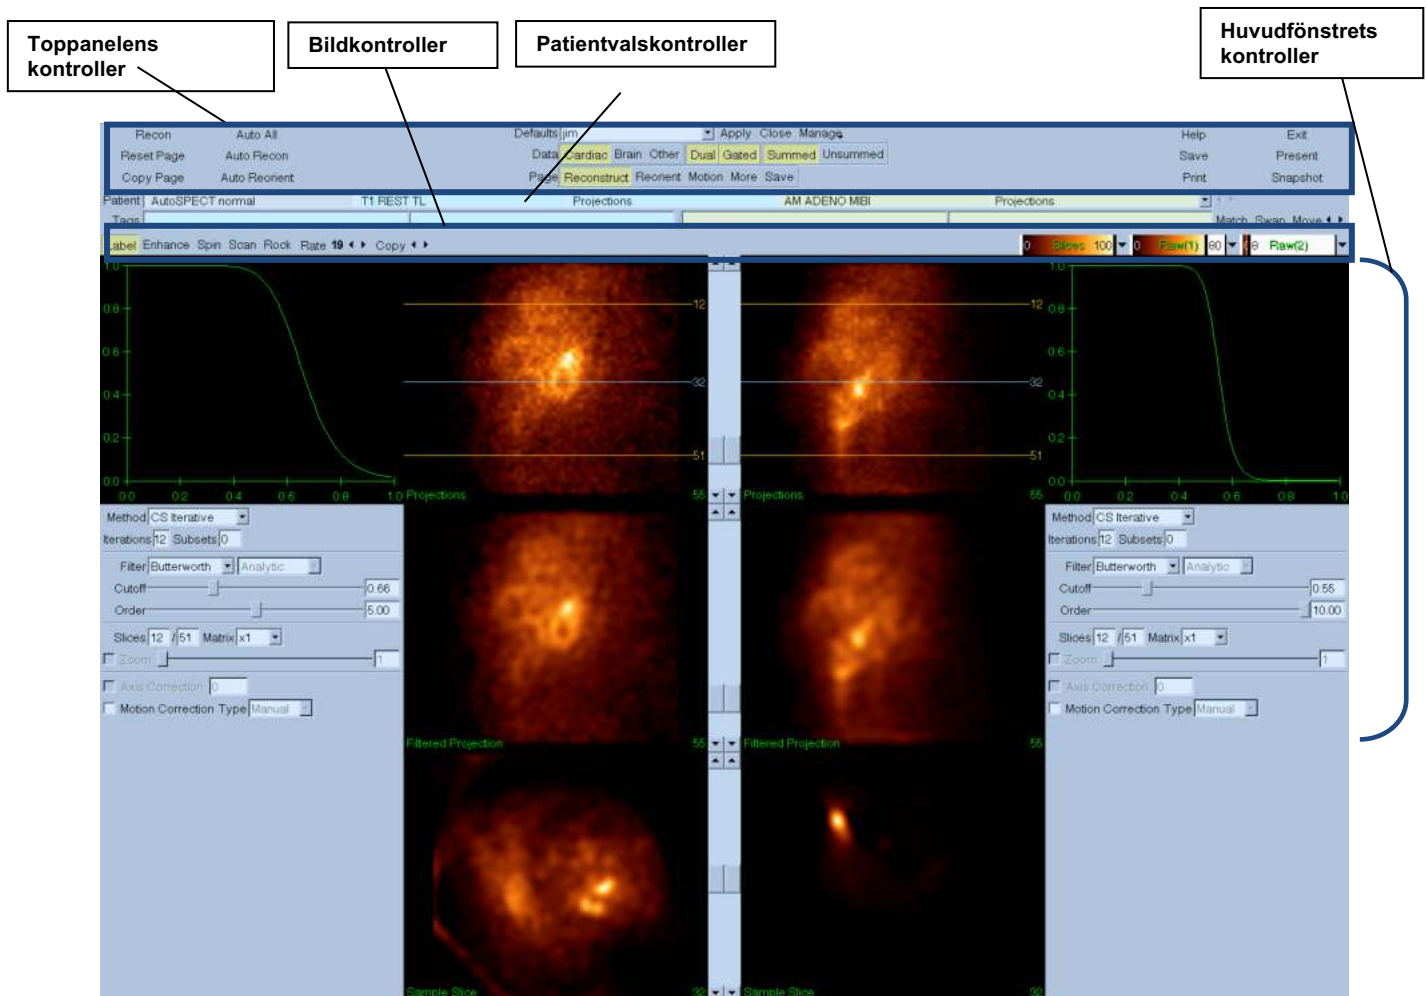 Toppanelens
kontroller
Bildkontroller
Patientvalskontroller
Huvudfönstrets
kontroller
Recon Auto All Defaults jim Apply Close Manage Help Exit
Reset Page Auto Recon Data Cardiac Brain Other Dual Gated Summed Unsummed Save Present
Copy Page Auto Reorient Page Reconstruct Reorient Motion More Save Print Snapshot
Patient AutoSPECT normal T1 REST TL Projections AM ADENO MIBI Projections
Tags Match Swap Move
Label Enhance Spin Scan Rock Rate 19 Copy 0 Slices 100 0 Raw(1) 80 8 Raw(2)
1.0 1.0
0.8 12 12 0.8
0.6 0.6
32 32
0.4 0.4
0.2 51 51 0.2
0.0 0.0
0.0 0.2 0.4 0.6 0.8 1.0 Projections 55 Projections 55 0.0 0.2 0.4 0.6 0.8 1.0
Method CS Iterative Method CS Iterative
Iterations 12 Subsets 0 Iterations 12 Subsets 0
Filter Butterworth Analytic Filter Butterworth Analytic
Cutoff 0.66 Cutoff 0.55
Order 5.00 Order 10.00
Slices 12 / 51 Matrix x1 Slices 12 / 51 Matrix x1
Zoom 1 Zoom 1
Axis Correction 0 Axis Correction 0
Motion Correction Type Manual Motion Correction Type Manual
Filtered Projection 55 Filtered Projection 55
Sample Slice 32 Sample Slice 32